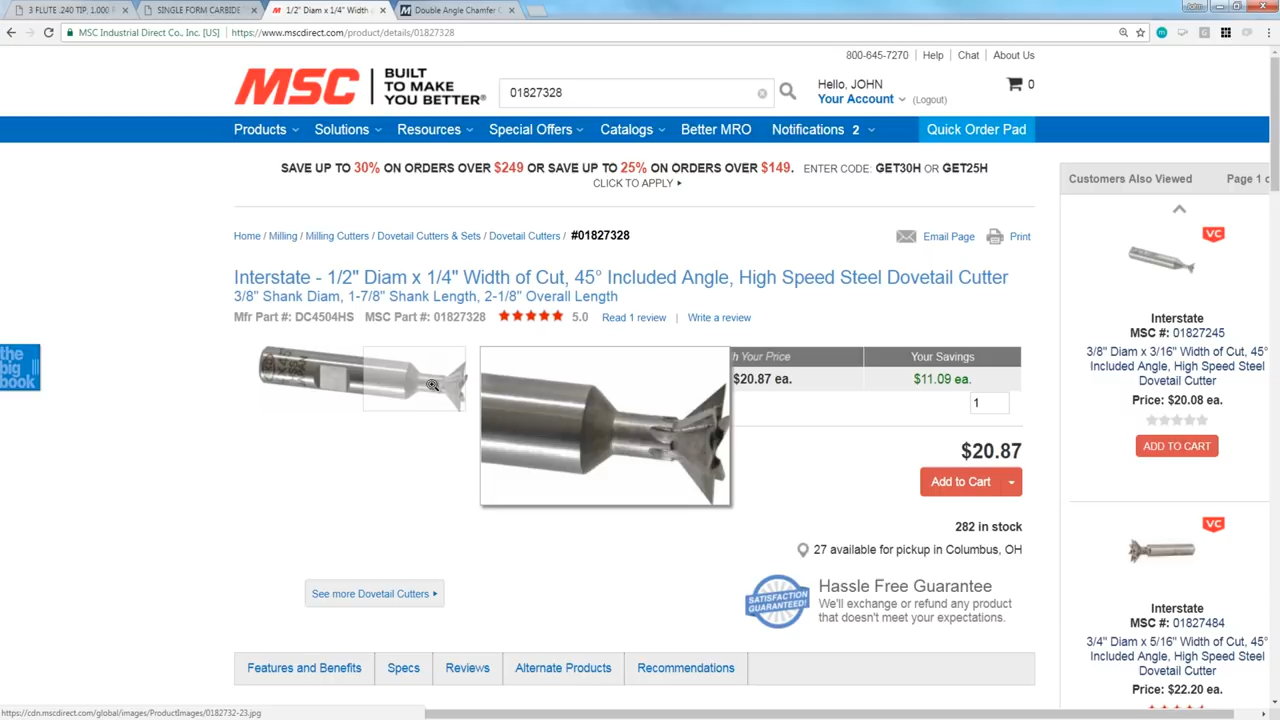 3 FLUTE .240 TIP, 1.000
SINGLE FORM CARBIDE
1/2" Diam x 1/4" Width
Double Angle Chamfer C
John
MSC Industrial Direct Co., Inc. [US]
https://www.mscdirect.com/product/details/01827328
800-645-7270 | Help | Chat | About Us
MSC BUILT TO MAKE YOU BETTER®
01827328
Hello, JOHN
Your Account (Logout)
0
Products Solutions Resources Special Offers Catalogs Better MRO Notifications 2 Quick Order Pad
SAVE UP TO 30% ON ORDERS OVER $249 OR SAVE UP TO 25% ON ORDERS OVER $149. ENTER CODE: GET30H OR GET25H
CLICK TO APPLY
Home / Milling / Milling Cutters / Dovetail Cutters & Sets / Dovetail Cutters / #01827328
Email Page Print
Interstate - 1/2" Diam x 1/4" Width of Cut, 45° Included Angle, High Speed Steel Dovetail Cutter
3/8" Shank Diam, 1-7/8" Shank Length, 2-1/8" Overall Length
Mfr Part #: DC4504HS MSC Part #: 01827328 5.0 Read 1 review | Write a review
the big book
h Your Price Your Savings
$20.87 ea. $11.09 ea.
1
$20.87
Add to Cart
282 in stock
27 available for pickup in Columbus, OH
See more Dovetail Cutters
SATISFACTION GUARANTEED!
Hassle Free Guarantee
We'll exchange or refund any product
that doesn't meet your expectations.
Features and Benefits Specs Reviews Alternate Products Recommendations
Customers Also Viewed Page 1 o
VC
Interstate
MSC #: 01827245
3/8" Diam x 3/16" Width of Cut, 45°
Included Angle, High Speed Steel
Dovetail Cutter
Price: $20.08 ea.
ADD TO CART
VC
Interstate
MSC #: 01827484
3/4" Diam x 5/16" Width of Cut, 45°
Included Angle, High Speed Steel
Dovetail Cutter
Price: $22.20 ea.
https://cdn.mscdirect.com/global/images/ProductImages/0182732-23.jpg